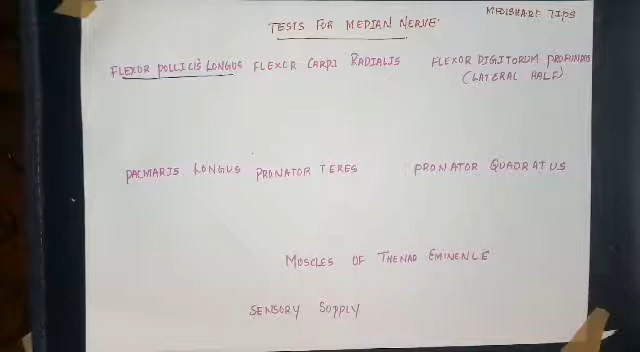 MEDISMART TIPS
TESTS FOR MEDIAN NERVE
FLEXOR POLLICIS LONGUS FLEXOR CARPI RADIALIS FLEXOR DIGITORUM PROFUNDUS
(LATERAL HALF)
PALMARIS LONGUS PRONATOR TERES PRONATOR QUADRATUS
MUSCLES OF THENAR EMINENCE
SENSORY SUPPLY